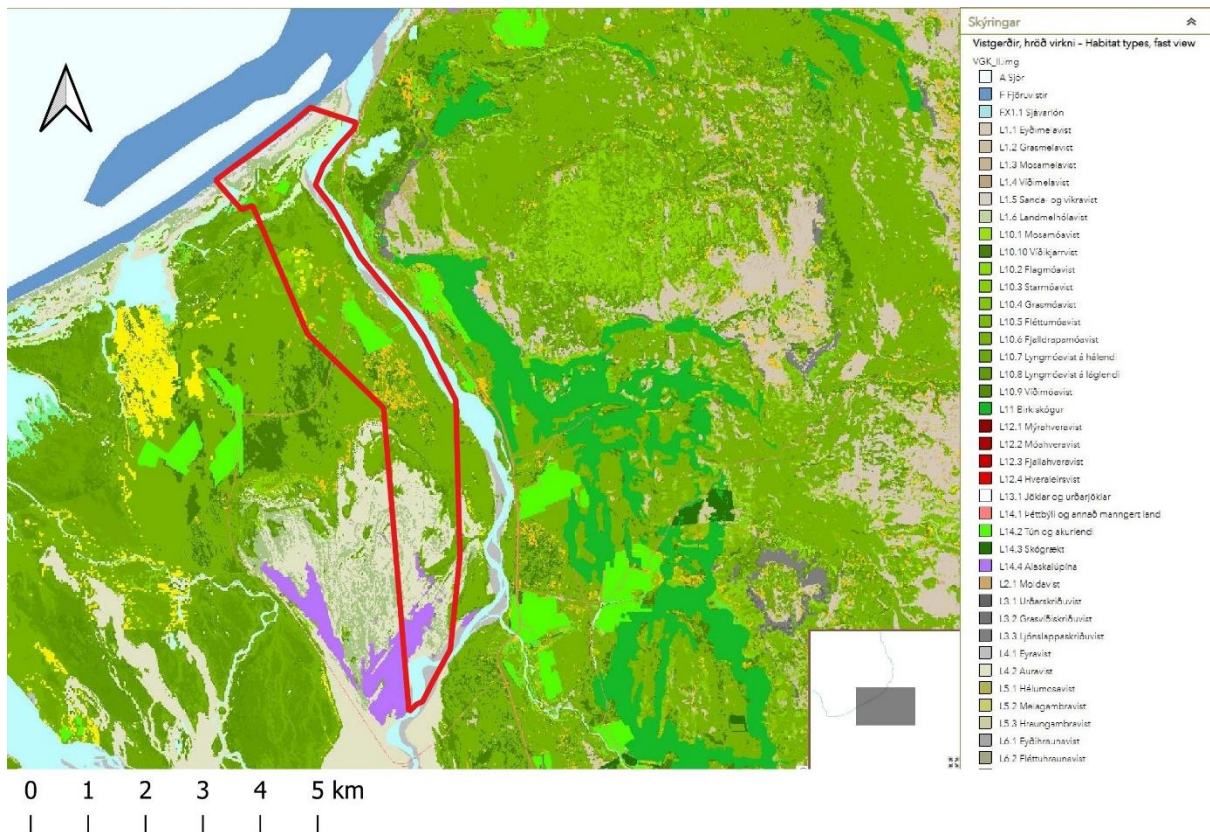 Skýringar
Vistgerðir, hröð virkni - Habitat types, fast view
VGK_II.img
A Sjór
F Fjöruvistir
FX1.1 Sjávarlón
L1.1 Eyðimelavist
L1.2 Grasmelavist
L1.3 Mosamelavist
L1.4 Víðimelavist
L1.5 Sanda- og vikravist
L1.6 Landmelhólavist
L10.1 Mosamóavist
L10.10 Víðikjarrvist
L10.2 Flagmóavist
L10.3 Starmóavist
L10.4 Grasmóavist
L10.5 Fléttumóavist
L10.6 Fjalldrapamóavist
L10.7 Lyngmóavist á hálendi
L10.8 Lyngmóavist á láglendi
L10.9 Víðimóavist
L11 Birkiskógur
L12.1 Mýrahveravist
L12.2 Móahveravist
L12.3 Fjallahveravist
L12.4 Hveraleirsvist
L13.1 Jöklar og urðarjöklar
L14.1 Þéttbýli og annað manngert land
L14.2 Tún og akurlendi
L14.3 Skógrækt
L14.4 Alaskalúpína
L2.1 Moldavist
L3.1 Urðarskriðuvist
L3.2 Grasvíðiskriðuvist
L3.3 Ljónslappaskriðuvist
L4.1 Eyravist
L4.2 Auravist
L5.1 Hélumosavist
L5.2 Melagambravist
L5.3 Hraungambravist
L6.1 Eyðihraunavist
L6.2 Fléttuhraunavist
0 1 2 3 4 5 km